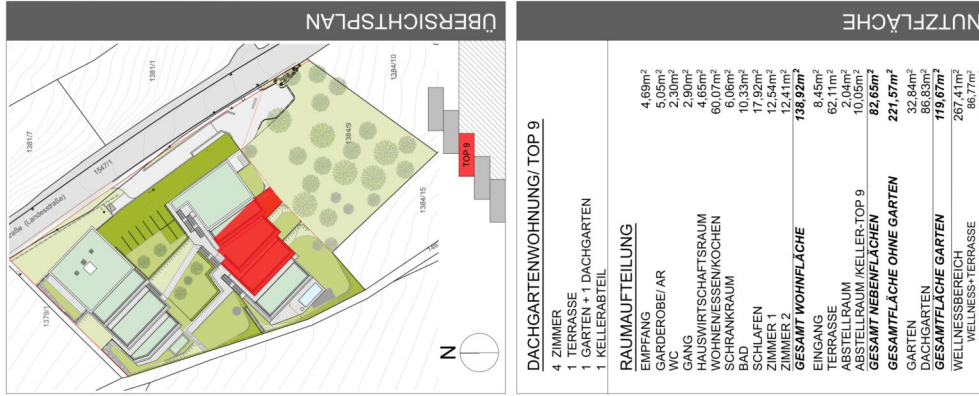 ÜBERSICHTSPLAN
1381/7
1381/1
1547/1
(Landesstraße)
1384/10
1379/1
1384/9
1384/15
N
TOP 9
NUTZFLÄCHE
DACHGARTENWOHNUNG/ TOP 9
4 ZIMMER
1 TERRASSE
1 GARTEN + 1 DACHGARTEN
1 KELLERABTEIL
RAUMAUFTEILUNG
EMPFANG 4,69m²
GARDEROBE/ AR 5,05m²
WC 2,30m²
GANG 2,90m²
HAUSWIRTSCHAFTSRAUM 4,65m²
WOHNEN/ESSEN/KOCHEN 60,07m²
SCHRANKRAUM 6,06m²
BAD 10,33m²
SCHLAFEN 17,92m²
ZIMMER 1 12,54m²
ZIMMER 2 12,41m²
GESAMT WOHNFLÄCHE 138,92m²
EINGANG 8,45m²
TERRASSE 62,11m²
ABSTELLRAUM 2,04m²
ABSTELLRAUM /KELLER-TOP 9 10,05m²
GESAMT NEBENFLÄCHEN 82,65m²
GESAMTFLÄCHE OHNE GARTEN 221,57m²
GARTEN 32,84m²
DACHGARTEN 86,83m²
GESAMTFLÄCHE GARTEN 119,67m²
WELLNESSBEREICH 267,41m²
WELLNESS+TERRASSE 86,77m²